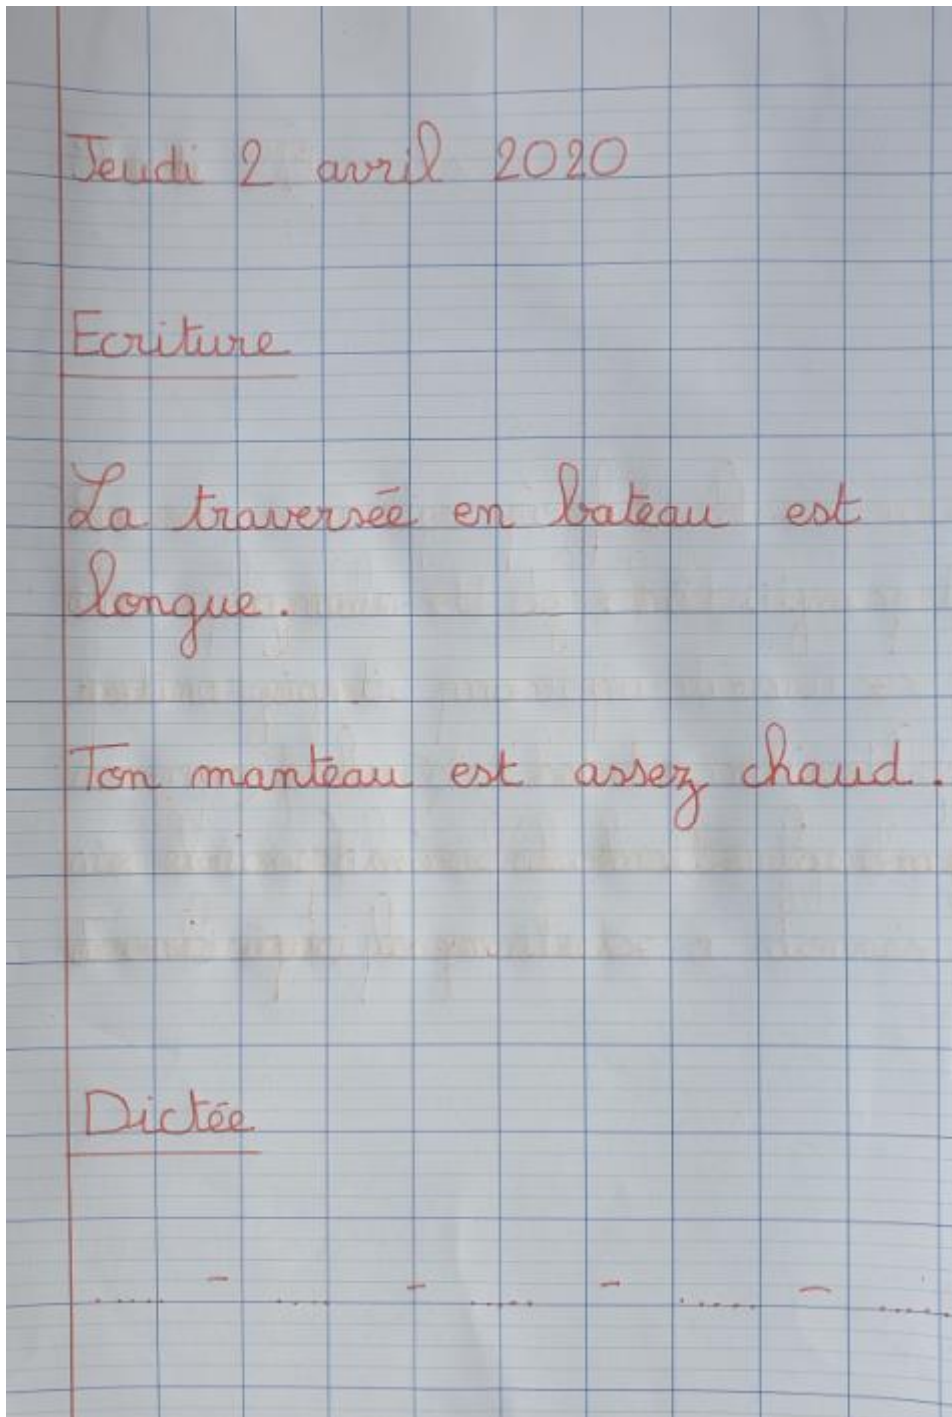 Jeudi 2 avril 2020
Ecriture
La traversée en bateau est
longue.
Ton manteau est assez chaud.
Dictée
..... - ..... - ..... - ..... - .....